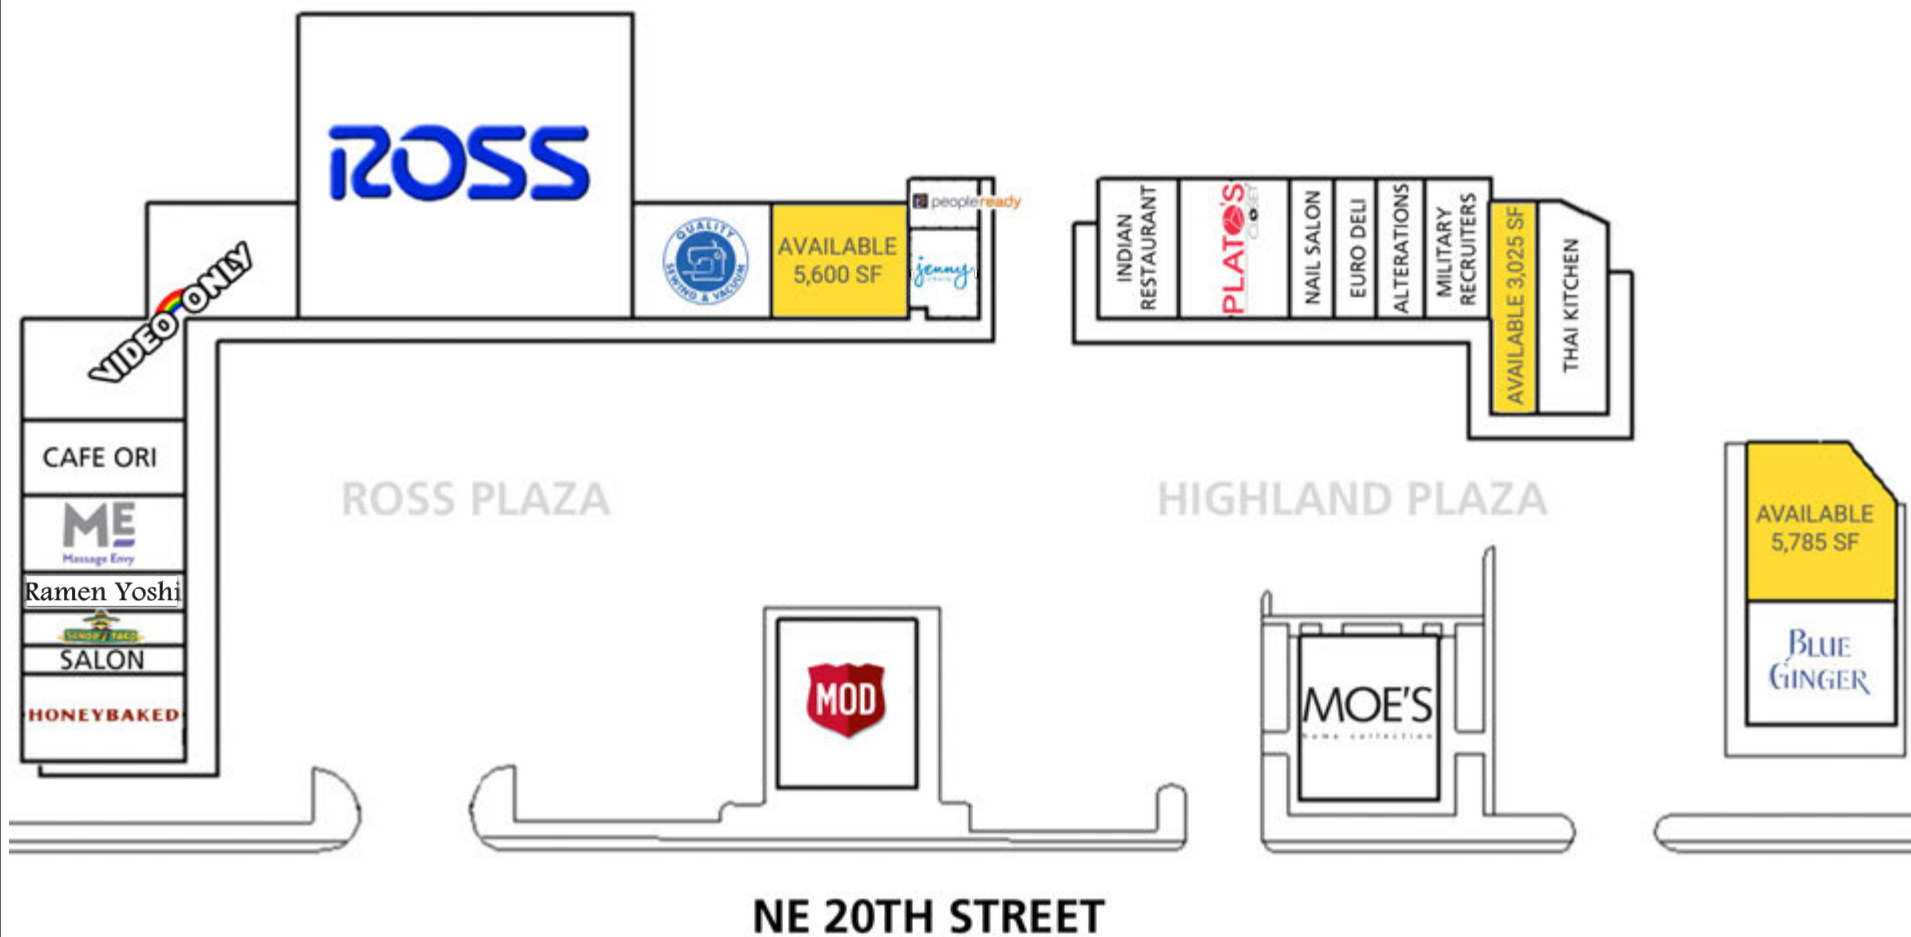 ROSS
VIDEO ONLY
QUALITY
SEWING & VACUUM
AVAILABLE
5,600 SF
peopleready
jenny
CAFE ORI
ME
Massage Envy
Ramen Yoshi
SEÑOR TACO
SALON
HONEYBAKED
ROSS PLAZA
MOD
INDIAN
RESTAURANT
PLATO'S
CLOSET
NAIL SALON
EURO DELI
ALTERATIONS
MILITARY
RECRUITERS
AVAILABLE 3,025 SF
THAI KITCHEN
HIGHLAND PLAZA
MOE'S
home collection
AVAILABLE
5,785 SF
BLUE
GINGER
NE 20TH STREET